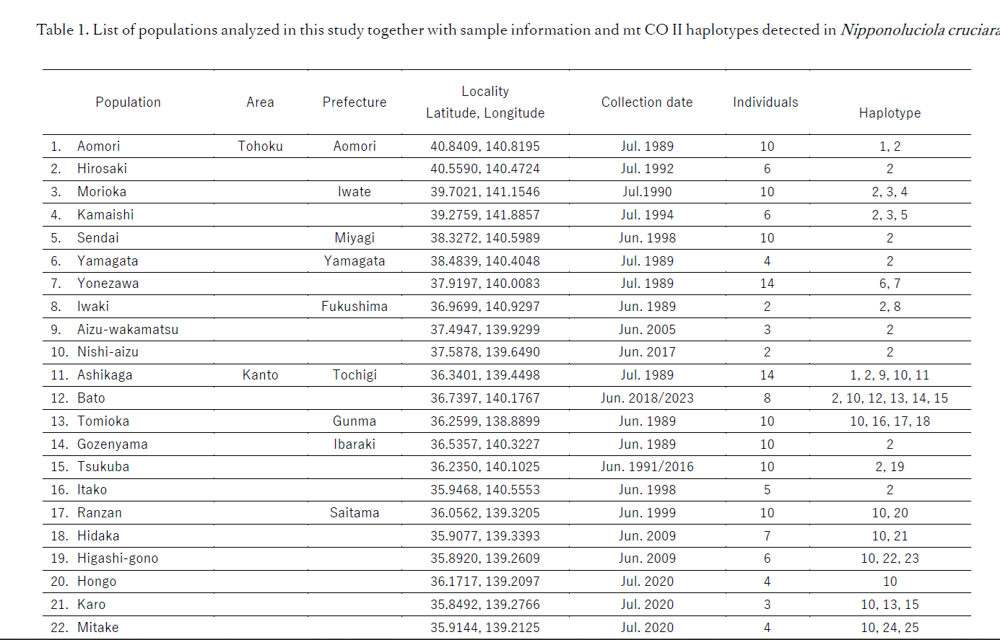 Table 1. List of populations analyzed in this study together with sample information and mt CO II haplotypes detected in Nipponoluciola cruciara
Population Area Prefecture Locality Latitude, Longitude Collection date Individuals Haplotype
1. Aomori Tohoku Aomori 40.8409, 140.8195 Jul. 1989 10 1, 2
2. Hirosaki 40.5590, 140.4724 Jul. 1992 6 2
3. Morioka Iwate 39.7021, 141.1546 Jul.1990 10 2, 3, 4
4. Kamaishi 39.2759, 141.8857 Jul. 1994 6 2, 3, 5
5. Sendai Miyagi 38.3272, 140.5989 Jun. 1998 10 2
6. Yamagata Yamagata 38.4839, 140.4048 Jul. 1989 4 2
7. Yonezawa 37.9197, 140.0083 Jul. 1989 14 6, 7
8. Iwaki Fukushima 36.9699, 140.9297 Jun. 1989 2 2, 8
9. Aizu-wakamatsu 37.4947, 139.9299 Jun. 2005 3 2
10. Nishi-aizu 37.5878, 139.6490 Jun. 2017 2 2
11. Ashikaga Kanto Tochigi 36.3401, 139.4498 Jul. 1989 14 1, 2, 9, 10, 11
12. Bato 36.7397, 140.1767 Jun. 2018/2023 8 2, 10, 12, 13, 14, 15
13. Tomioka Gunma 36.2599, 138.8899 Jun. 1989 10 10, 16, 17, 18
14. Gozenyama Ibaraki 36.5357, 140.3227 Jun. 1989 10 2
15. Tsukuba 36.2350, 140.1025 Jun. 1991/2016 10 2, 19
16. Itako 35.9468, 140.5553 Jun. 1998 5 2
17. Ranzan Saitama 36.0562, 139.3205 Jun. 1999 10 10, 20
18. Hidaka 35.9077, 139.3393 Jun. 2009 7 10, 21
19. Higashi-gono 35.8920, 139.2609 Jun. 2009 6 10, 22, 23
20. Hongo 36.1717, 139.2097 Jul. 2020 4 10
21. Karo 35.8492, 139.2766 Jul. 2020 3 10, 13, 15
22. Mitake 35.9144, 139.2125 Jul. 2020 4 10, 24, 25